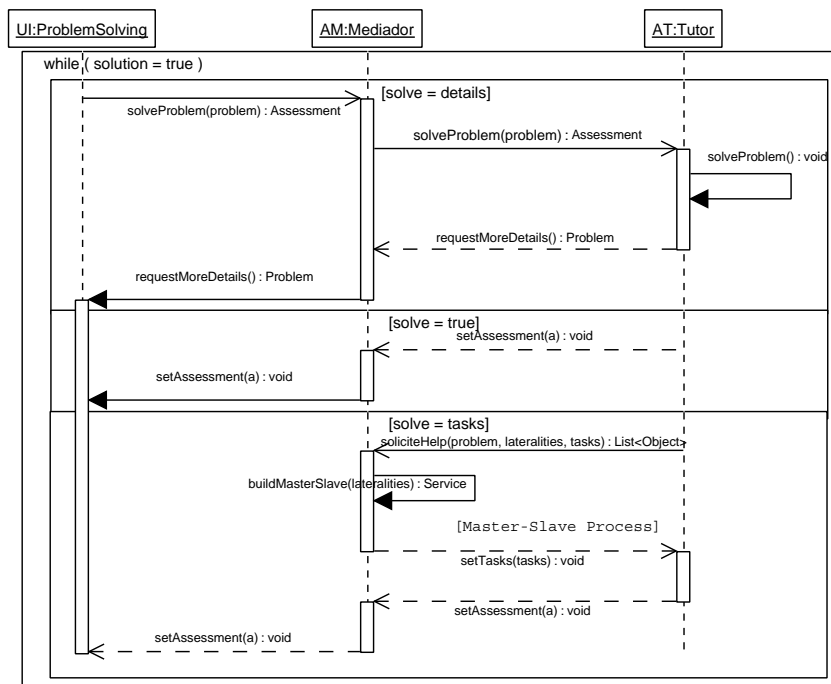 UI:ProblemSolving
AM:Mediador
AT:Tutor
while ( solution = true )
[solve = details]
solveProblem(problem) : Assessment
solveProblem(problem) : Assessment
solveProblem() : void
requestMoreDetails() : Problem
requestMoreDetails() : Problem
[solve = true]
setAssessment(a) : void
setAssessment(a) : void
[solve = tasks]
soliciteHelp(problem, lateralities, tasks) : List<Object>
buildMasterSlave(lateralities) : Service
[Master-Slave Process]
setTasks(tasks) : void
setAssessment(a) : void
setAssessment(a) : void